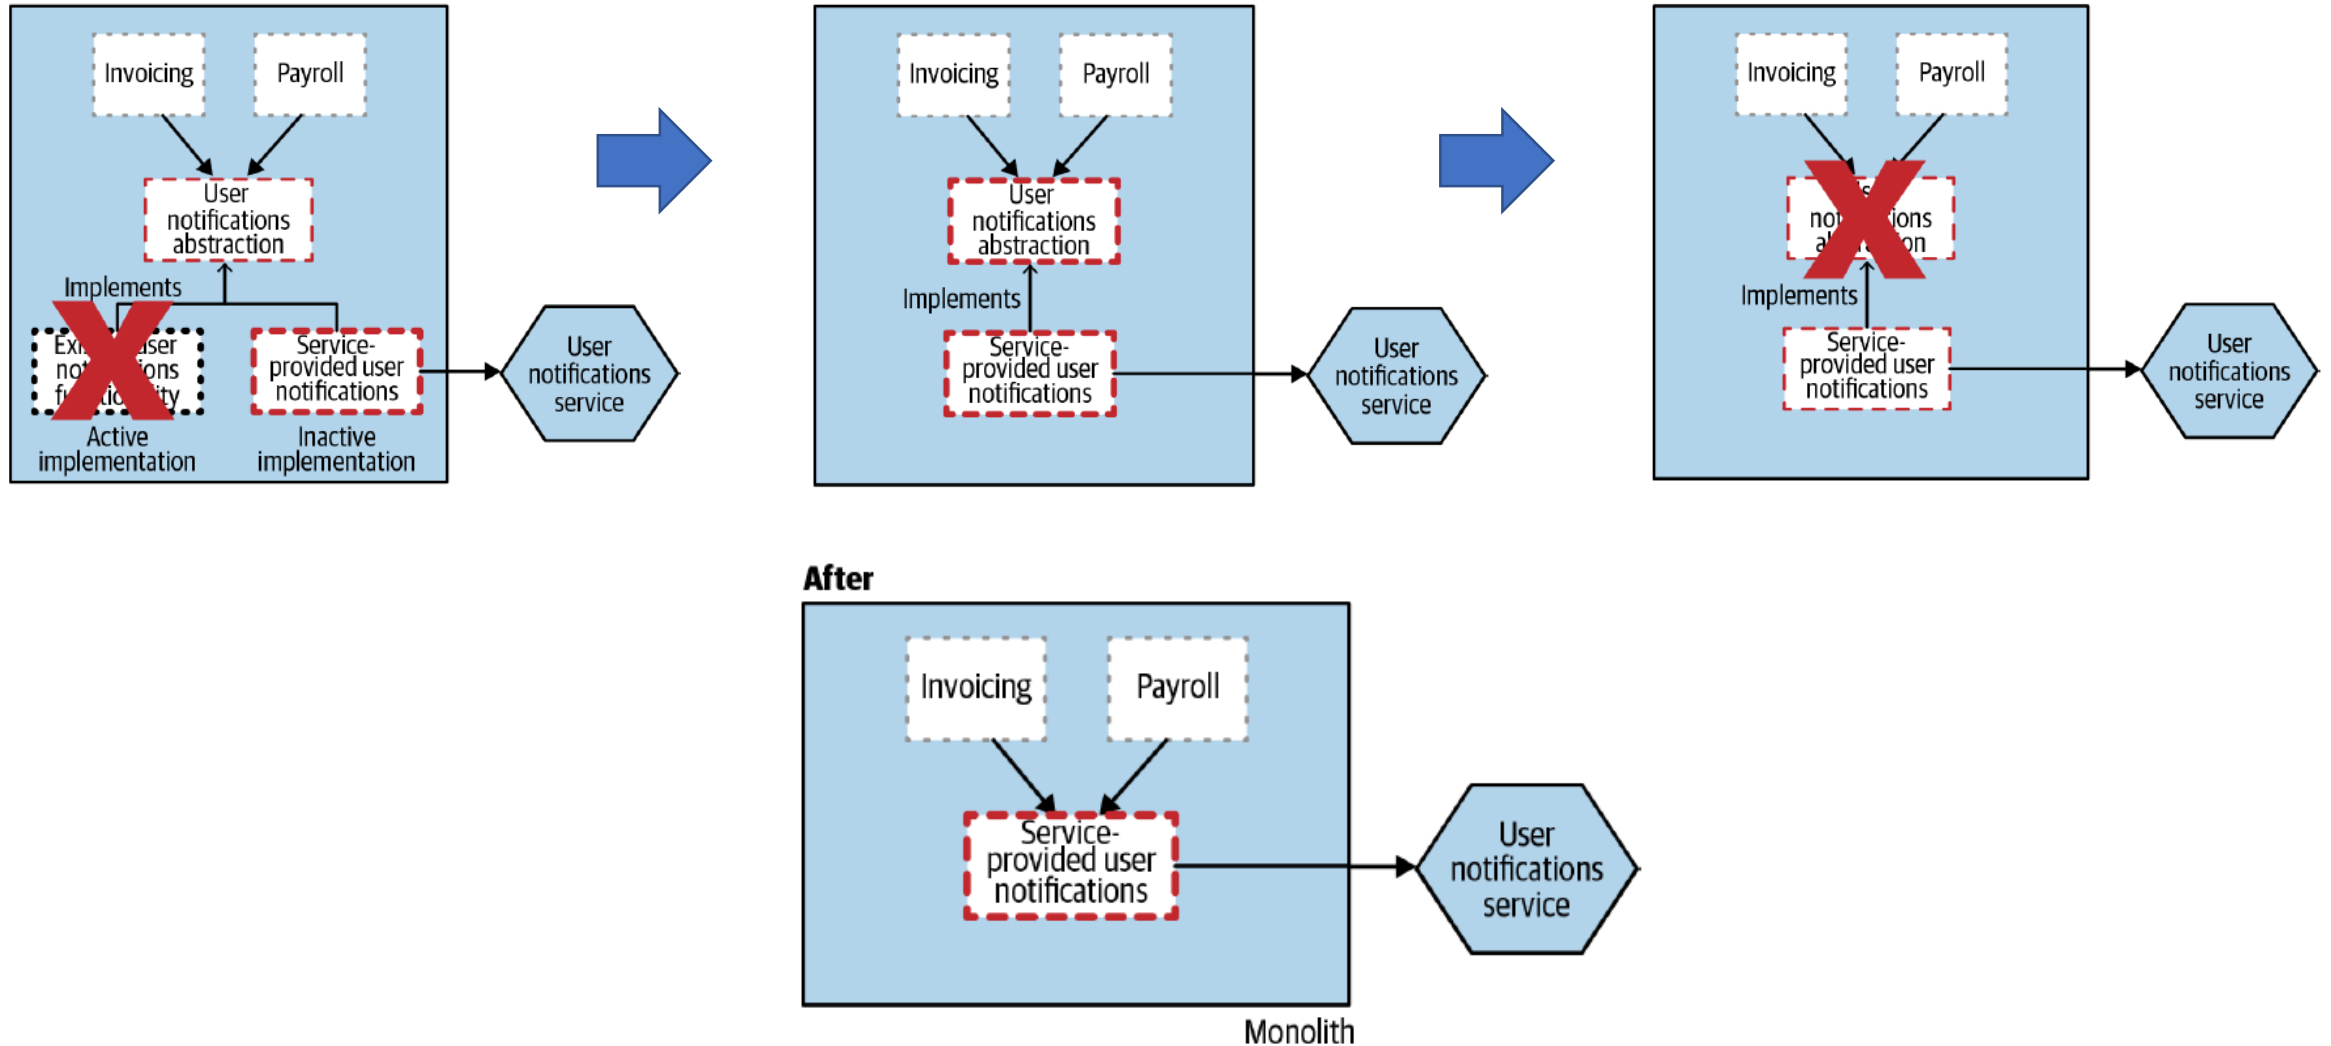 Invoicing
Payroll
User
notifications
abstraction
Implements
Service-
provided user
notifications
Active
implementation
Inactive
implementation
User
notifications
service
Invoicing
Payroll
User
notifications
abstraction
Implements
Service-
provided user
notifications
User
notifications
service
Invoicing
Payroll
Implements
Service-
provided user
notifications
User
notifications
service
After
Invoicing
Payroll
Service-
provided user
notifications
User
notifications
service
Monolith